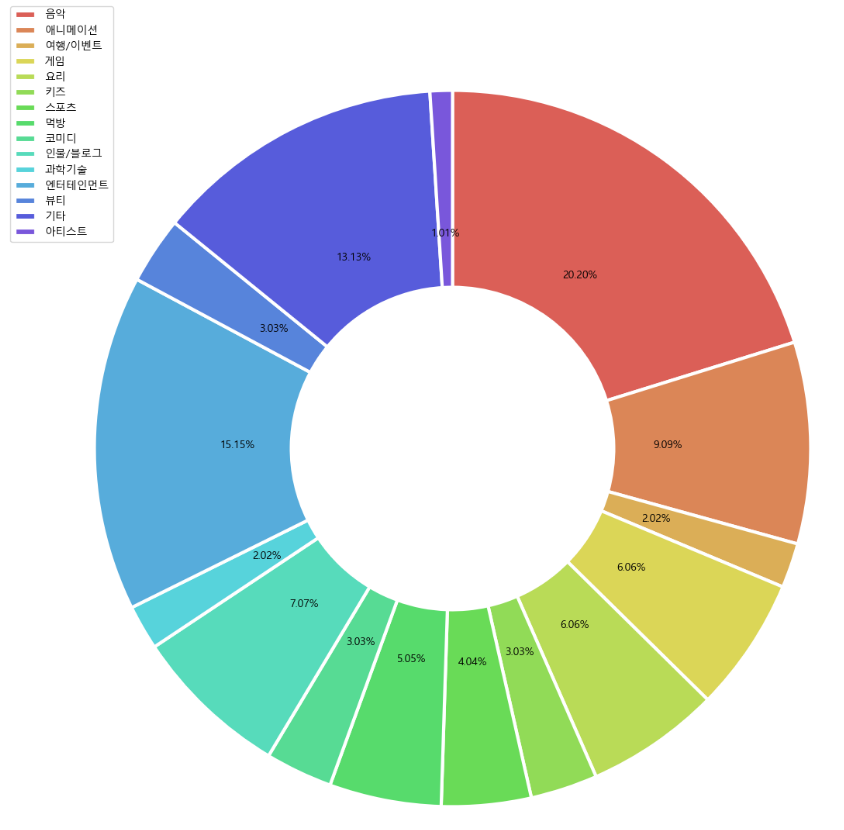 음악
애니메이션
여행/이벤트
게임
요리
키즈
스포츠
먹방
코미디
인물/블로그
과학기술
엔터테인먼트
뷰티
기타
아티스트
1.01%
13.13%
20.20%
3.03%
15.15%
9.09%
2.02%
2.02%
6.06%
7.07%
6.06%
3.03%
5.05%
4.04%
3.03%